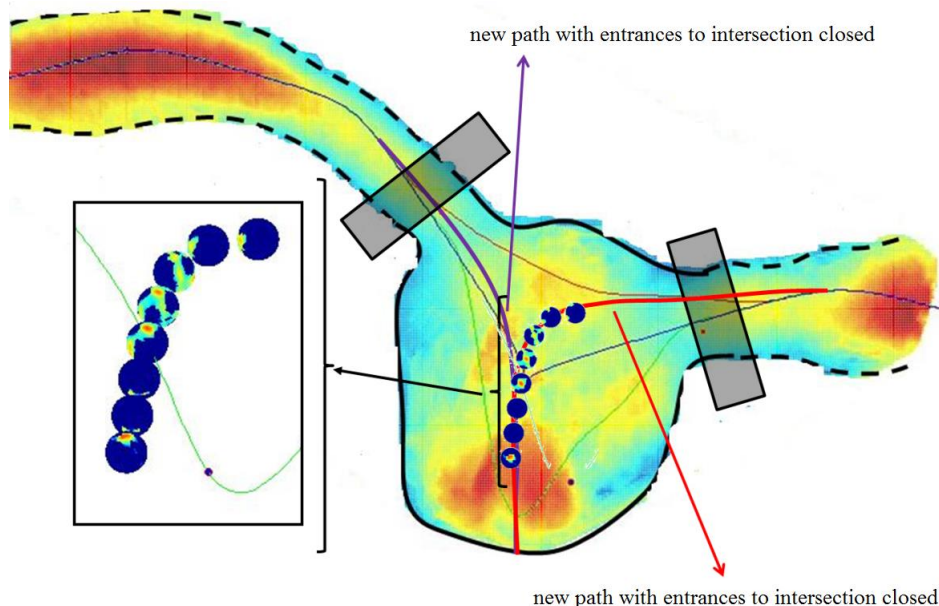 new path with entrances to intersection closed
new path with entrances to intersection closed